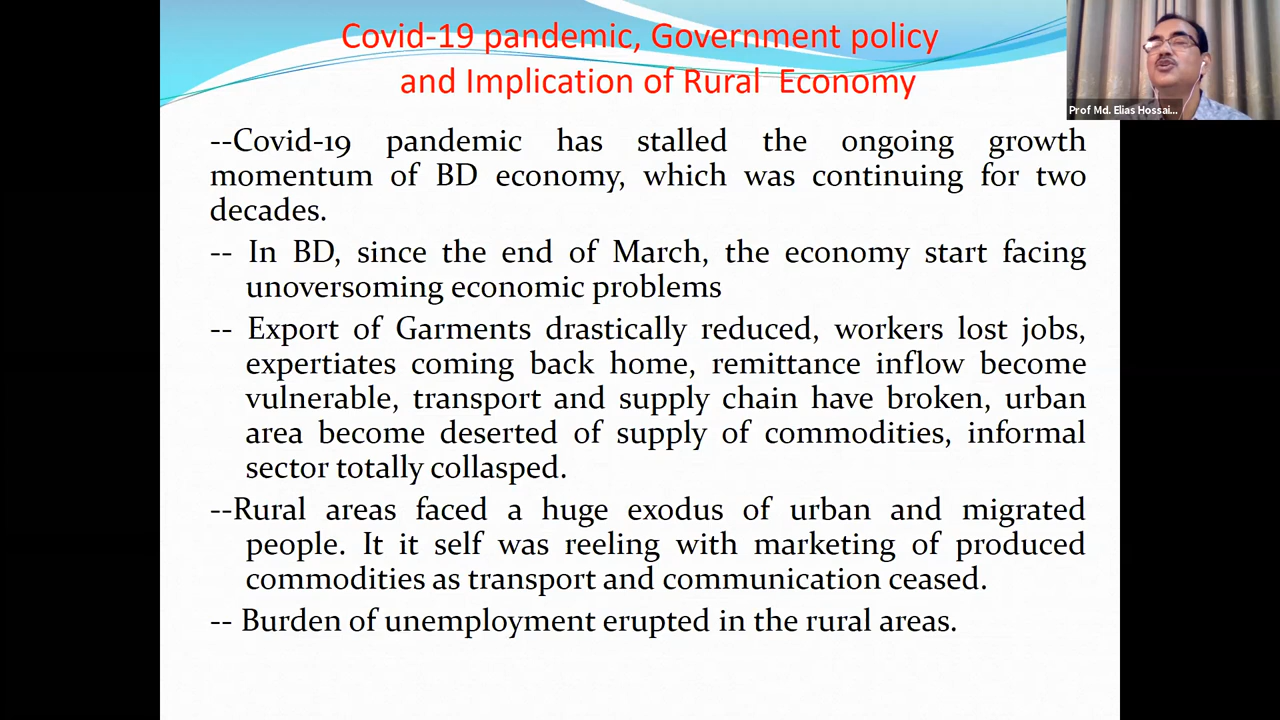 Covid-19 pandemic, Government policy
and Implication of Rural Economy
Prof Md. Elias Hossai...
--Covid-19 pandemic has stalled the ongoing growth
momentum of BD economy, which was continuing for two
decades.
-- In BD, since the end of March, the economy start facing
unoversoming economic problems
-- Export of Garments drastically reduced, workers lost jobs,
expertiates coming back home, remittance inflow become
vulnerable, transport and supply chain have broken, urban
area become deserted of supply of commodities, informal
sector totally collasped.
--Rural areas faced a huge exodus of urban and migrated
people. It it self was reeling with marketing of produced
commodities as transport and communication ceased.
-- Burden of unemployment erupted in the rural areas.